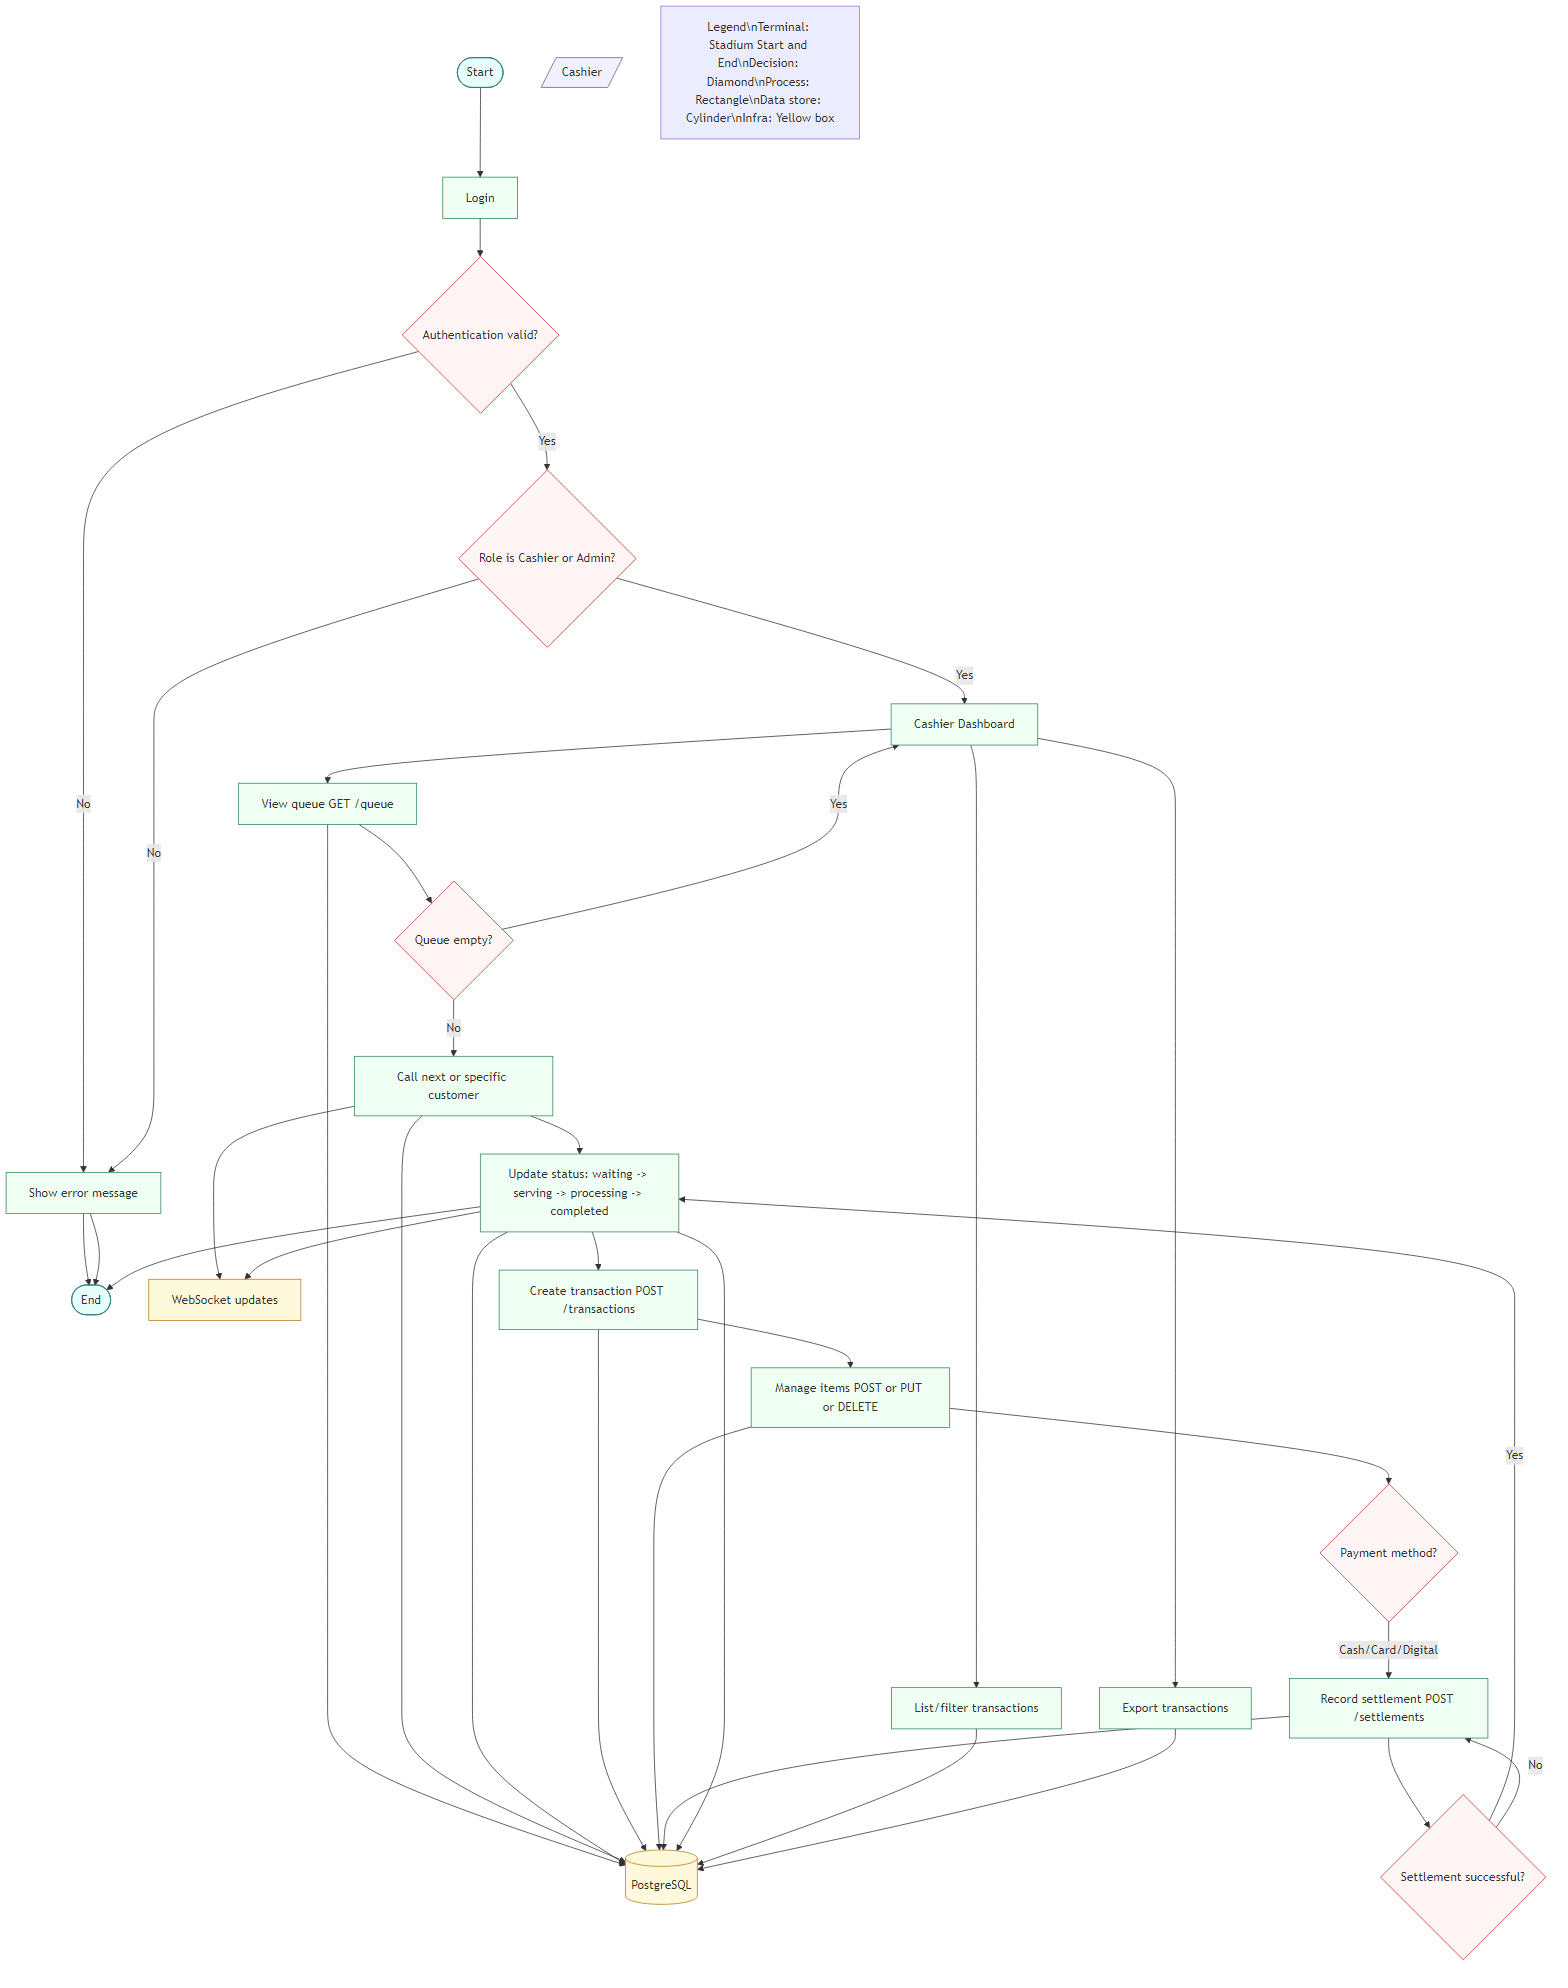 Start
Cashier
Legend\nTerminal:
Stadium Start and
End\nDecision:
Diamond\nProcess:
Rectangle\nData store:
Cylinder\nInfra: Yellow box
Login
Authentication valid?
Yes
Role is Cashier or Admin?
Yes
Cashier Dashboard
View queue GET /queue
No
Yes
No
Queue empty?
No
Call next or specific
customer
Show error message
Update status: waiting ->
serving -> processing ->
completed
End
WebSocket updates
Create transaction POST
/transactions
Manage items POST or PUT
or DELETE
Yes
Payment method?
Cash/Card/Digital
List/filter transactions
Export transactions
Record settlement POST
/settlements
No
PostgreSQL
Settlement successful?